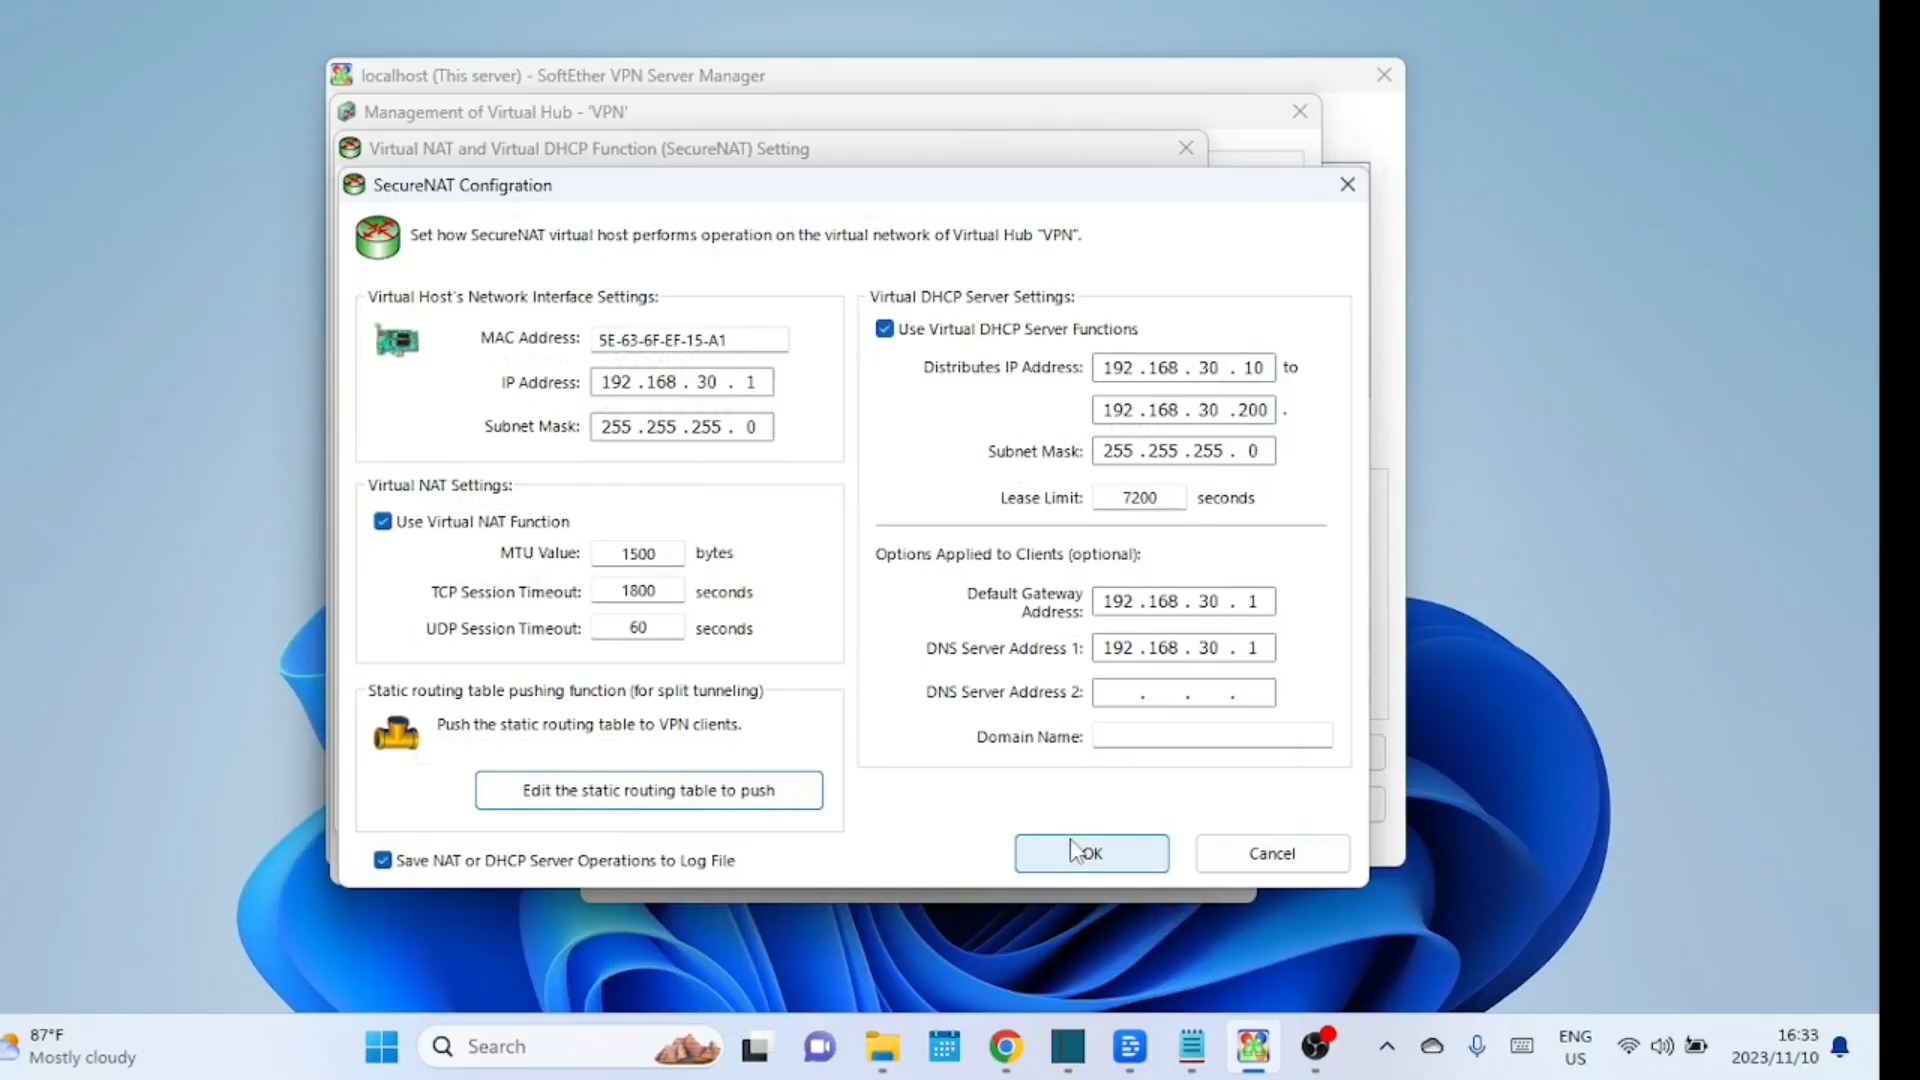 localhost (This server) - SoftEther VPN Server Manager
Management of Virtual Hub - 'VPN'
Virtual NAT and Virtual DHCP Function (SecureNAT) Setting
SecureNAT Configration
Set how SecureNAT virtual host performs operation on the virtual network of Virtual Hub "VPN".
Virtual Host's Network Interface Settings:
MAC Address: 5E-63-6F-EF-15-A1
IP Address: 192 .168 . 30 . 1
Subnet Mask: 255 .255 .255 . 0
Virtual NAT Settings:
Use Virtual NAT Function
MTU Value: 1500 bytes
TCP Session Timeout: 1800 seconds
UDP Session Timeout: 60 seconds
Static routing table pushing function (for split tunneling)
Push the static routing table to VPN clients.
Edit the static routing table to push
Save NAT or DHCP Server Operations to Log File
Virtual DHCP Server Settings:
Use Virtual DHCP Server Functions
Distributes IP Address: 192 .168 . 30 . 10 to
192 .168 . 30 .200 .
Subnet Mask: 255 .255 .255 . 0
Lease Limit: 7200 seconds
Options Applied to Clients (optional):
Default Gateway
Address: 192 .168 . 30 . 1
DNS Server Address 1: 192 .168 . 30 . 1
DNS Server Address 2: . . .
Domain Name:
OK
Cancel
87°F
Mostly cloudy
Search
ENG
US
16:33
2023/11/10